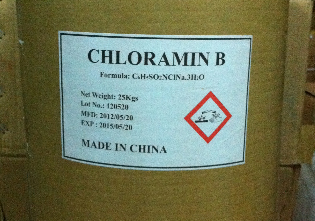 CHLORAMIN B
Formula: C₆H₅SO₂NClNa.3H₂O
Net Weight: 25Kgs
Lot No.: 120520
MFD: 2012/05/20
EXP : 2015/05/20
MADE IN CHINA